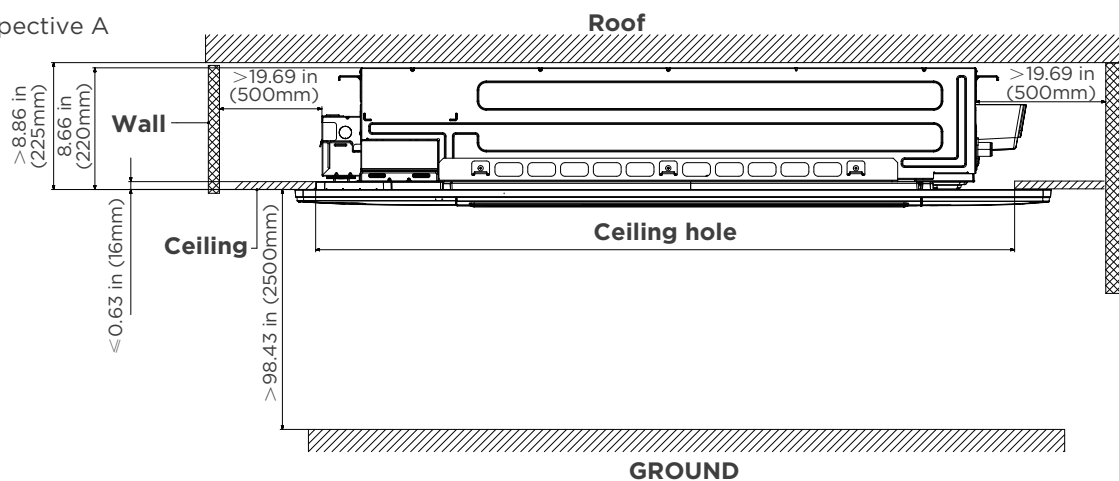 pective A
Roof
>19.69 in
(500mm)
>19.69 in
(500mm)
>8.86 in
(225mm)
8.66 in
(220mm)
Wall
Ceiling
Ceiling hole
≤0.63 in (16mm)
>98.43 in (2500mm)
GROUND